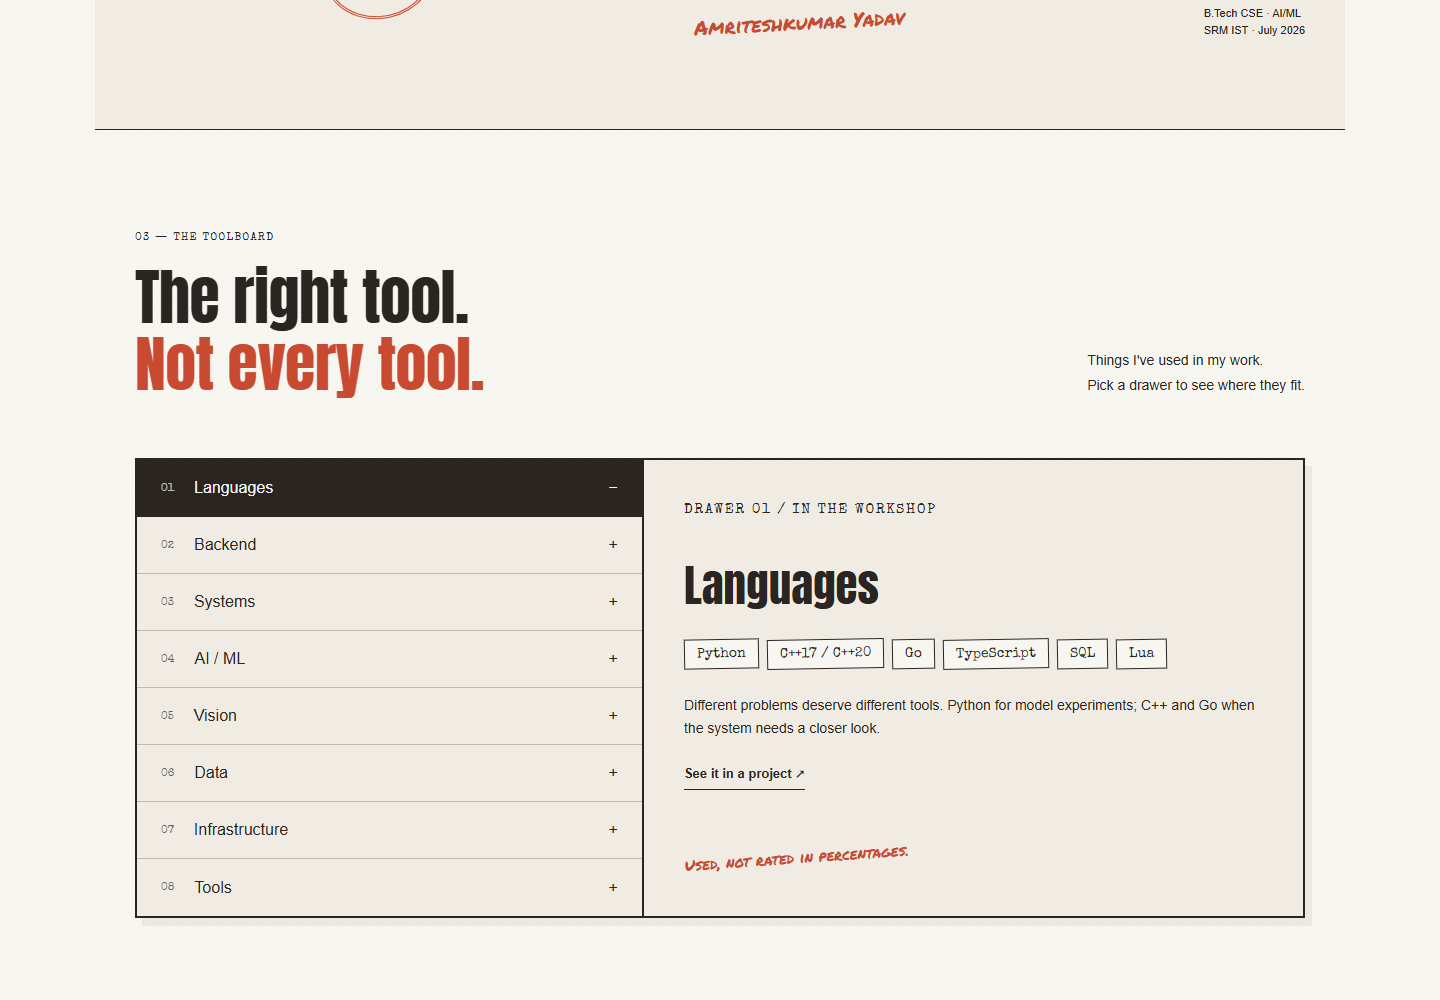 Amriteshkumar Yadav
B.Tech CSE · AI/ML
SRM IST · July 2026
03 — THE TOOLBOARD
The right tool.
Not every tool.
Things I've used in my work.
Pick a drawer to see where they fit.
01 Languages −
02 Backend +
03 Systems +
04 AI / ML +
05 Vision +
06 Data +
07 Infrastructure +
08 Tools +
DRAWER 01 / IN THE WORKSHOP
Languages
Python C++17 / C++20 Go TypeScript SQL Lua
Different problems deserve different tools. Python for model experiments; C++ and Go when
the system needs a closer look.
See it in a project ↗
Used, not rated in percentages.